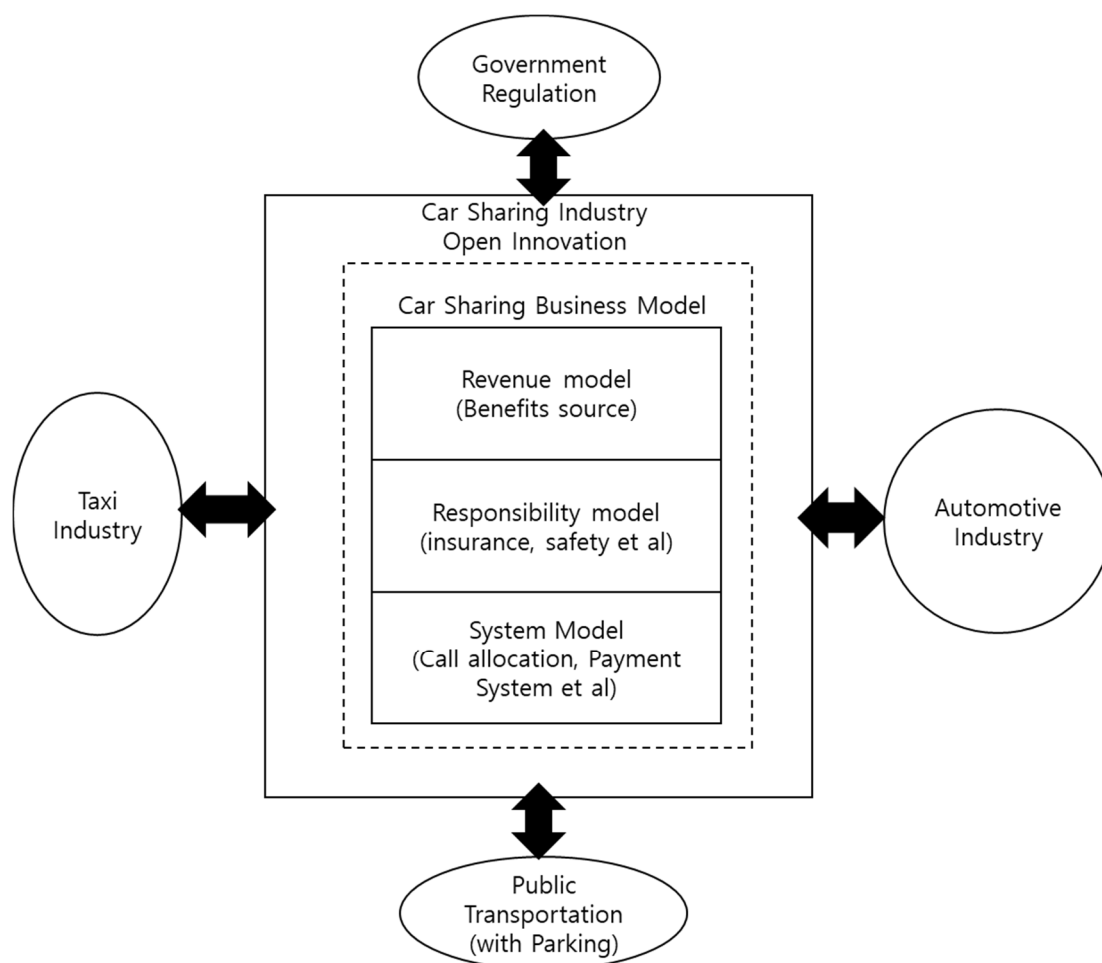 Government
Regulation
Car Sharing Industry
Open Innovation
Car Sharing Business Model
Revenue model
(Benefits source)
Taxi
Industry
Responsibility model
(insurance, safety et al)
Automotive
Industry
System Model
(Call allocation, Payment
System et al)
Public
Transportation
(with Parking)